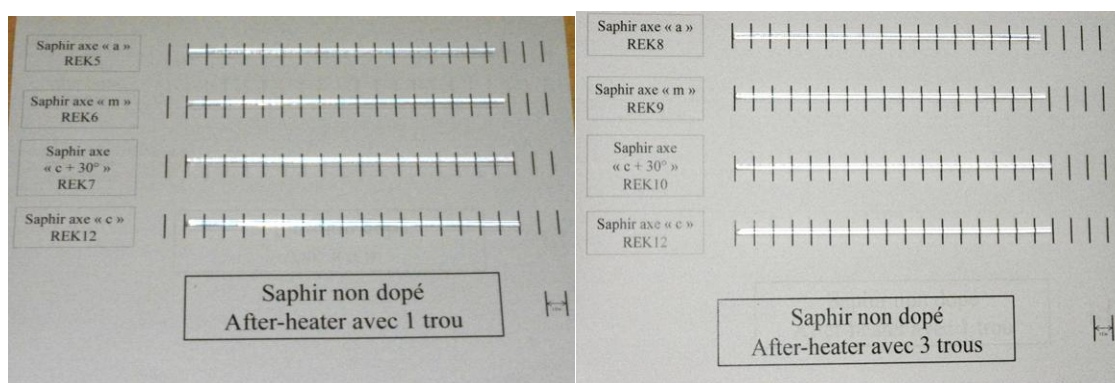 Saphir axe « a »
REK5
Saphir axe « m »
REK6
Saphir axe
« c + 30° »
REK7
Saphir axe « c »
REK12
Saphir non dopé
After-heater avec 1 trou
Saphir axe « a »
REK8
Saphir axe « m »
REK9
Saphir axe
« c + 30° »
REK10
Saphir axe « c »
REK12
Saphir non dopé
After-heater avec 3 trous